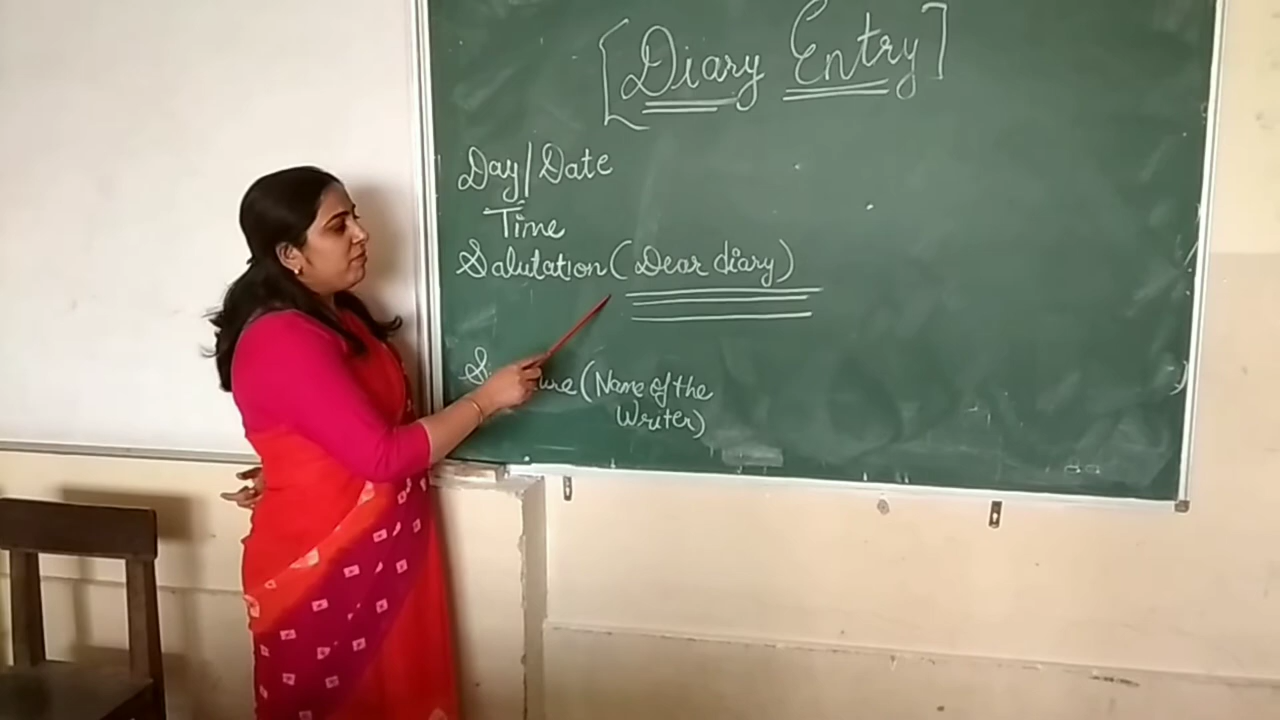 [Diary Entry]
Day/Date
Time
Salutation (Dear diary)
(Name of the
Writer)